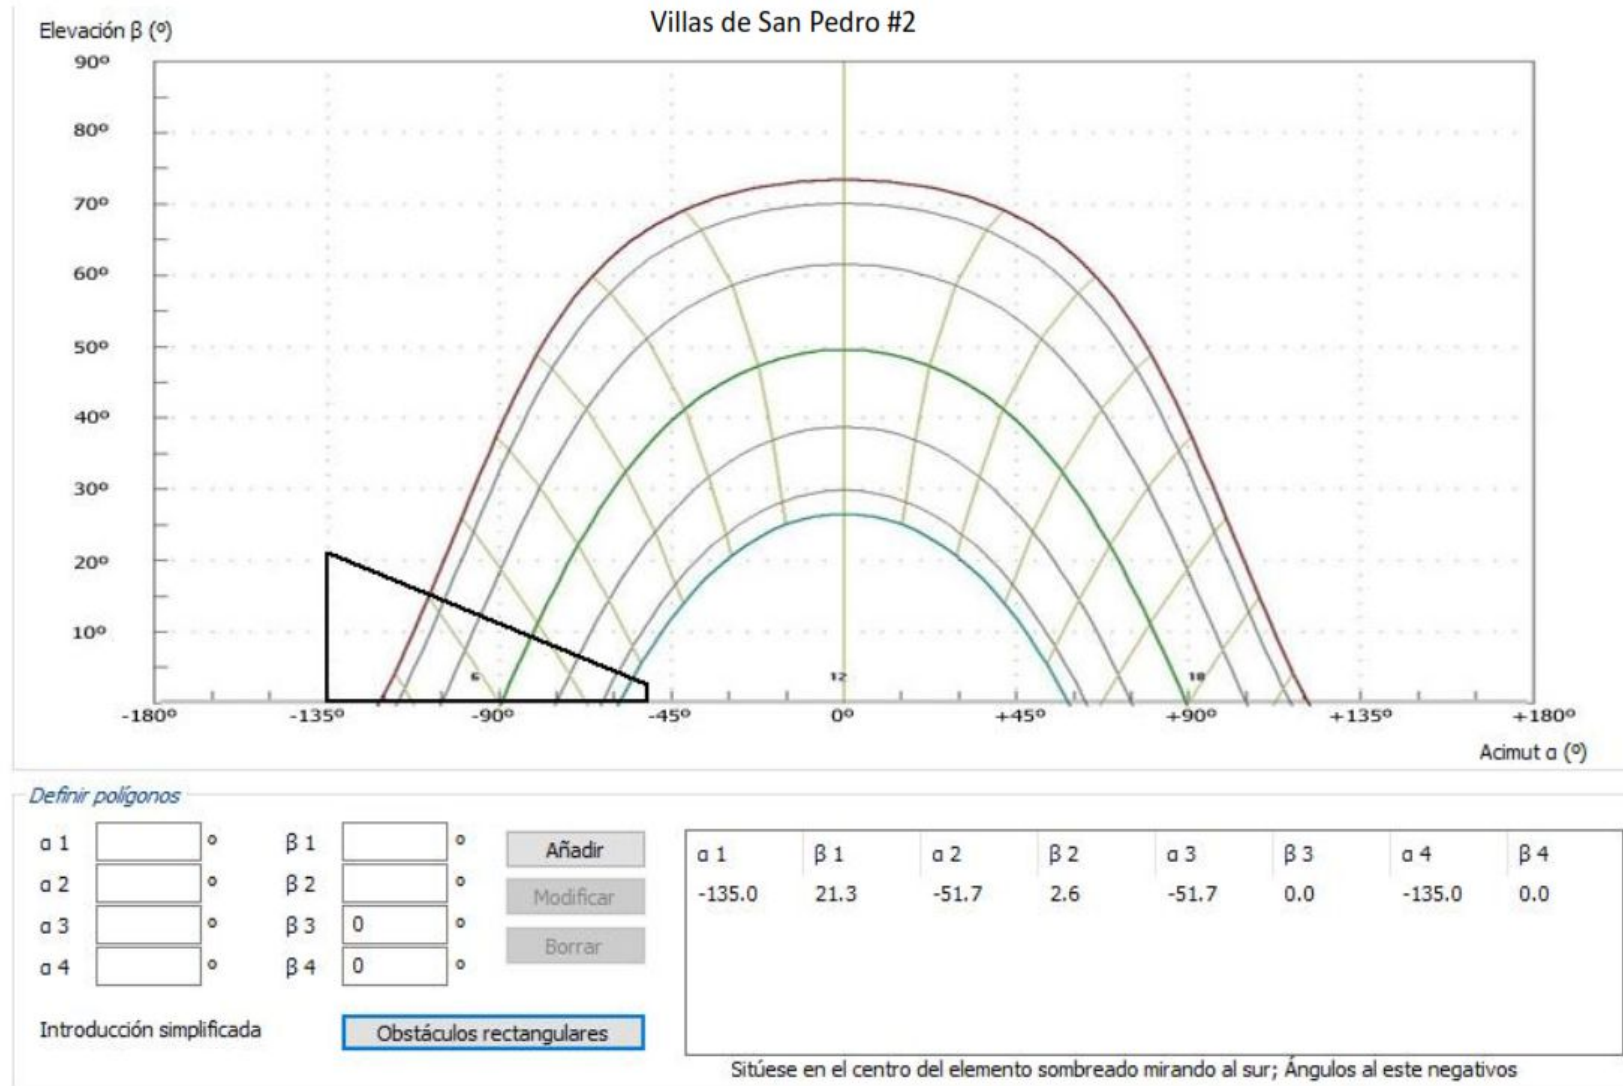 Villas de San Pedro #2
Elevación β (º)
90º
80º
70º
60º
50º
40º
30º
20º
10º
6 12 18
-180º -135º -90º -45º 0º +45º +90º +135º +180º
Acimut α (º)
Definir polígonos
α 1 º β 1 º Añadir
α 2 º β 2 º Modificar
α 3 º β 3 0 º Borrar
α 4 º β 4 0 º
Introducción simplificada Obstáculos rectangulares
α 1 β 1 α 2 β 2 α 3 β 3 α 4 β 4
-135.0 21.3 -51.7 2.6 -51.7 0.0 -135.0 0.0
Sitúese en el centro del elemento sombreado mirando al sur; Ángulos al este negativos